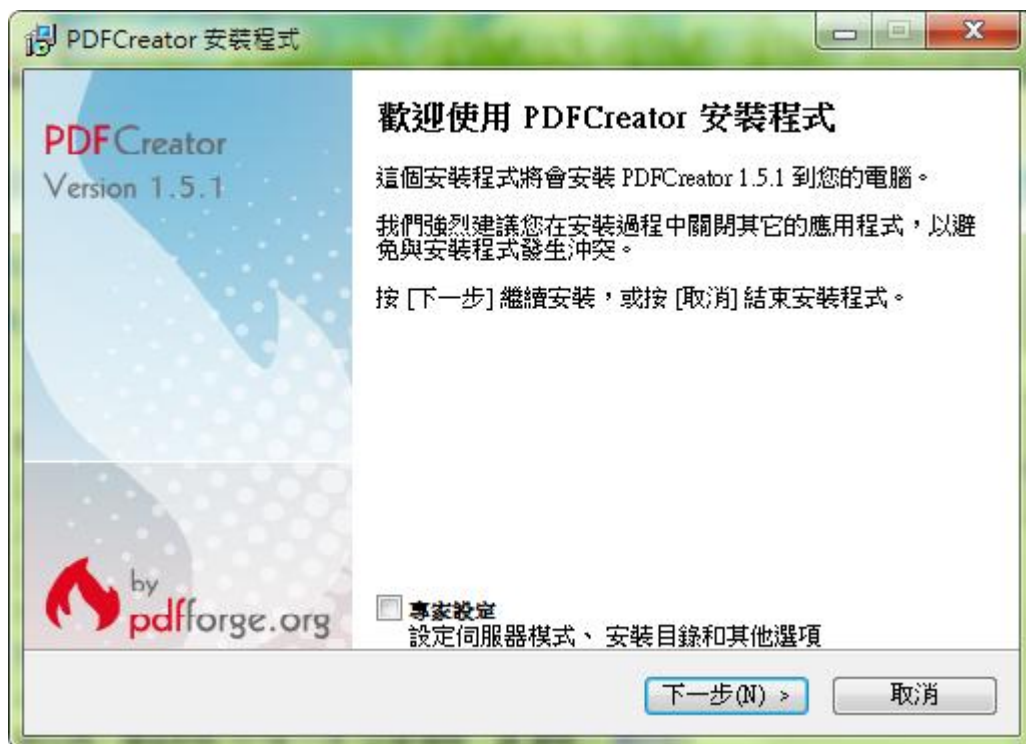 PDFCreator 安裝程式
PDFCreator
Version 1.5.1
歡迎使用 PDFCreator 安裝程式
這個安裝程式將會安裝 PDFCreator 1.5.1 到您的電腦。
我們強烈建議您在安裝過程中關閉其它的應用程式，以避
免與安裝程式發生沖突。
按 [下一步] 繼續安裝，或按 [取消] 結束安裝程式。
by
pdfforge.org
專家設定
設定伺服器模式、 安裝目錄和其他選項
下一步(N) >
取消